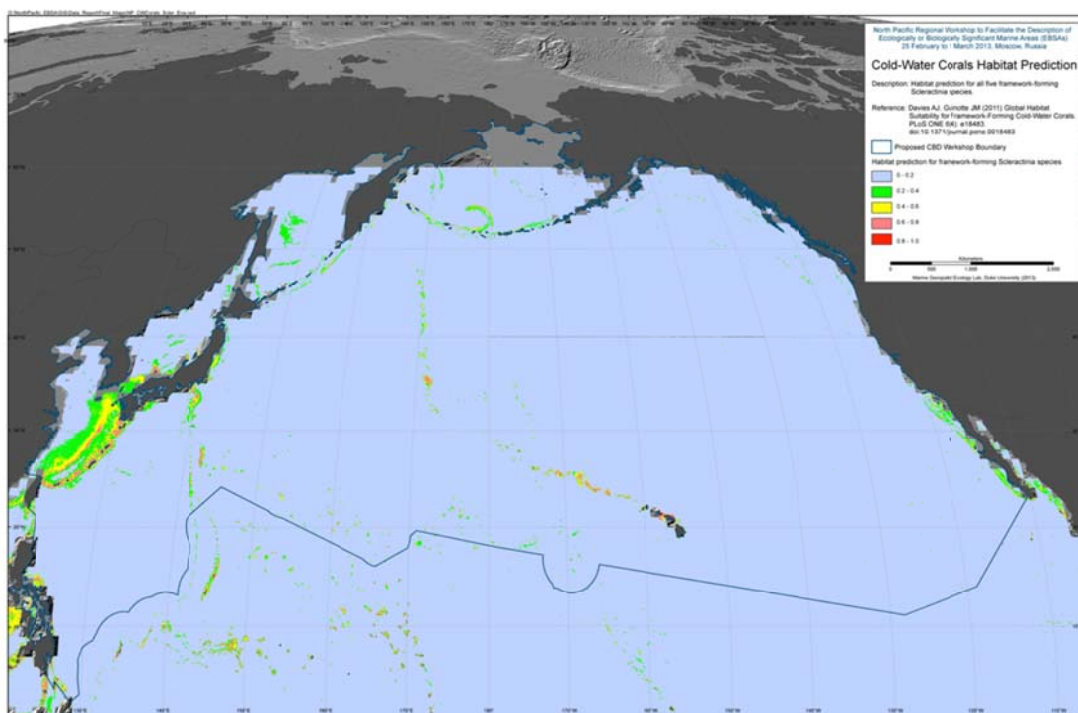 North Pacific Regional Workshop to Facilitate the Description of
Ecologically or Biologically Significant Marine Areas (EBSAs)
25 February to 1 March 2013, Moscow, Russia
Cold-Water Corals Habitat Prediction
Description: Habitat prediction for all five framework-forming
Scleractinia species.
Reference: Davies AJ, Guinotte JM (2011) Global Habitat
Suitability for Framework-Forming Cold-Water Corals.
PLoS ONE 6(4): e18483.
doi:10.1371/journal.pone.0018483
Proposed CBD Workshop Boundary
Habitat prediction for framework-forming Scleractinia species
0 - 0.2
0.2 - 0.4
0.4 - 0.6
0.6 - 0.8
0.8 - 1.0
Kilometers
0 500 1,000 2,000
Marine Geospatial Ecology Lab, Duke University (2013)